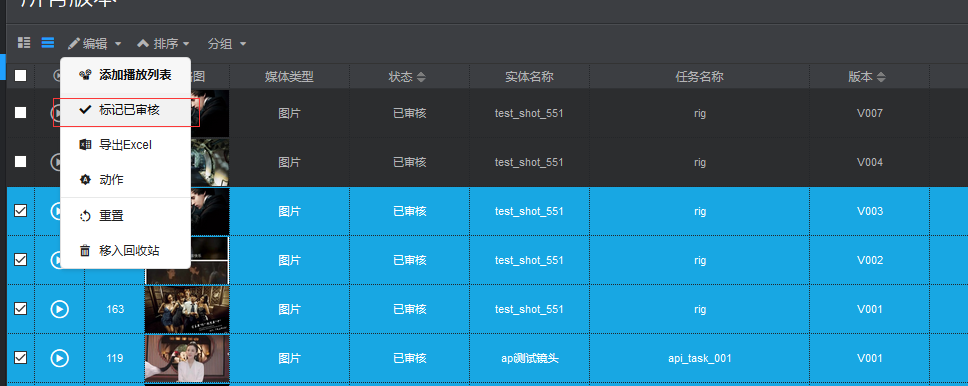 编辑 排序 分组
图 媒体类型 状态 实体名称 任务名称 版本
添加播放列表
标记已审核
导出Excel
动作
重置
移入回收站
图片 已审核 test_shot_551 rig V007
图片 已审核 test_shot_551 rig V004
图片 已审核 test_shot_551 rig V003
图片 已审核 test_shot_551 rig V002
163 图片 已审核 test_shot_551 rig V001
119 图片 已审核 api测试镜头 api_task_001 V001